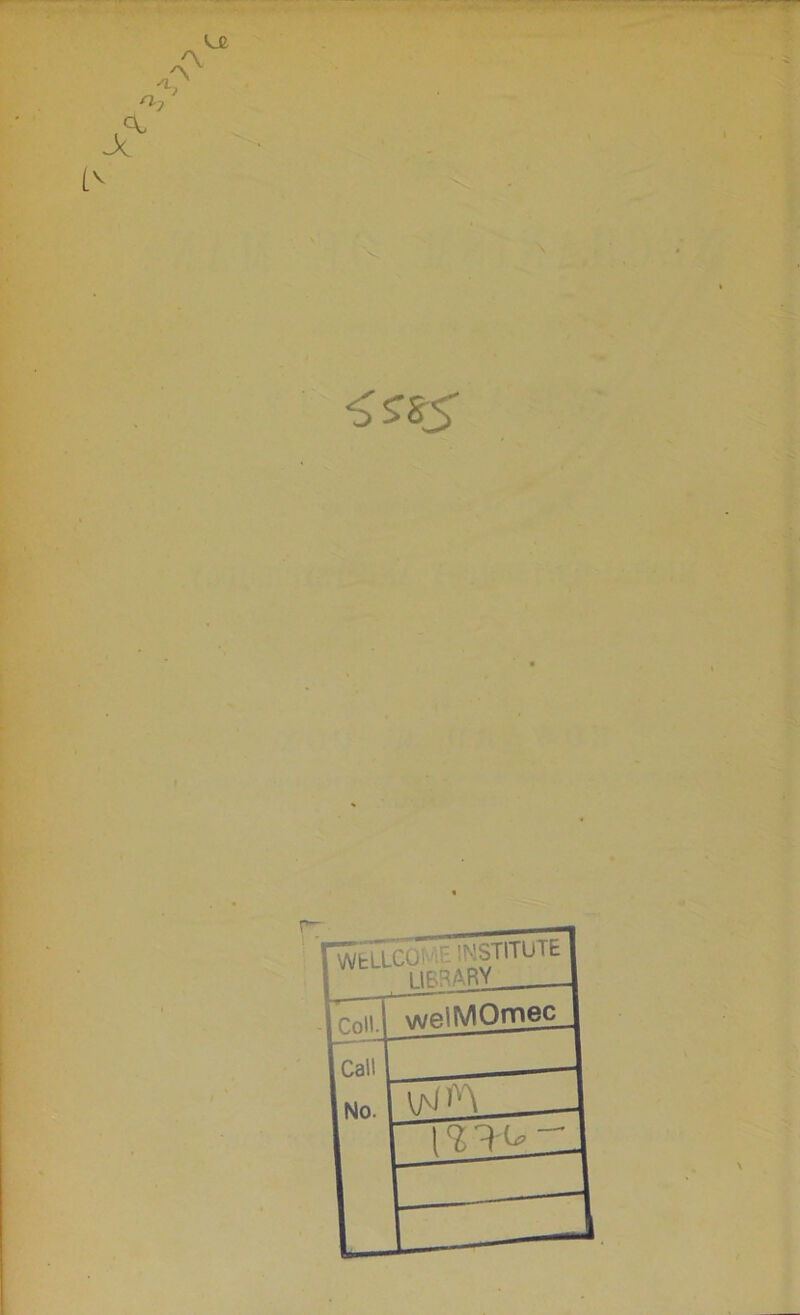 5585
WELLCOME INSTITUTE
LIBRARY
Coll. welMOmec
Call
No. WM
1876 –